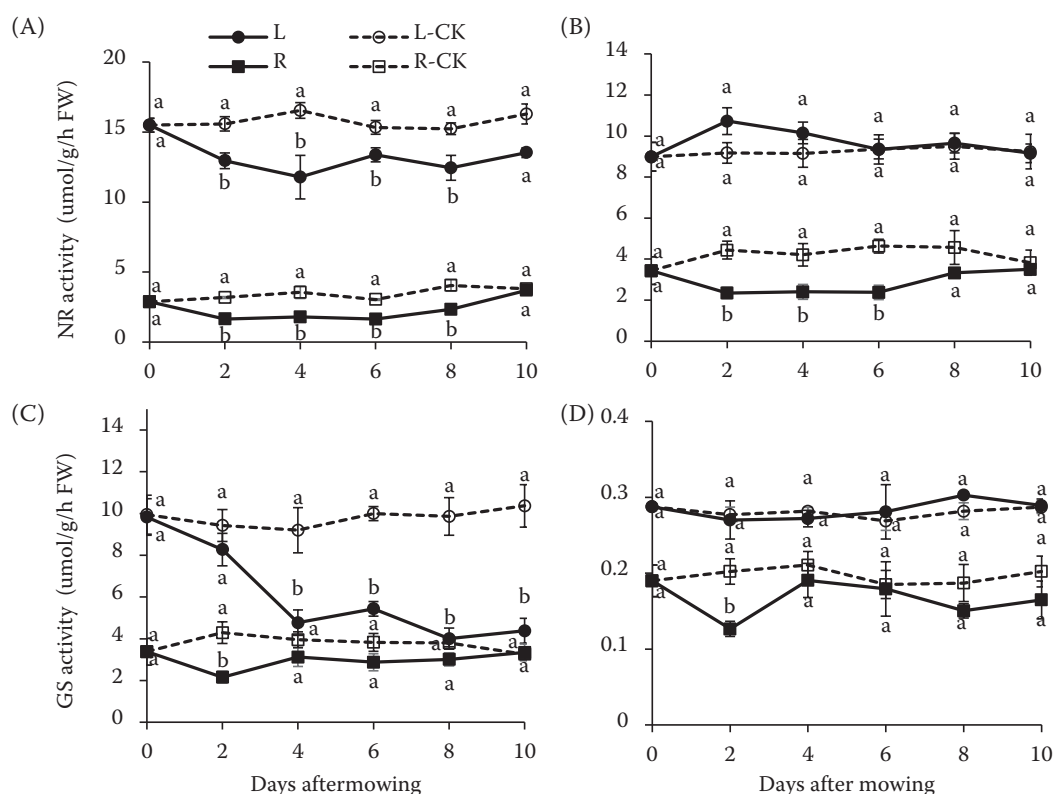 (A)
L
L-CK
(B)
R
R-CK
NR activity (umol/g/h FW)
20
15
10
5
0
a a a a a a
a b b b b a
a a a a a
a b b b b a
0 2 4 6 8 10
14
12
10
8
6
4
2
0
a a a a a a
a a a a a a
a a a a a
a b b b a a
0 2 4 6 8 10
(C)
(D)
GS activity (umol/g/h FW)
14
12
10
8
6
4
2
0
a a a a a a
a b b b b
a a a a a a
a b a a a a
0 2 4 6 8 10
Days aftermowing
0.4
0.3
0.2
0.1
0
a a a a a a
a a a a a a
a a a a a
a b a a a a
0 2 4 6 8 10
Days after mowing